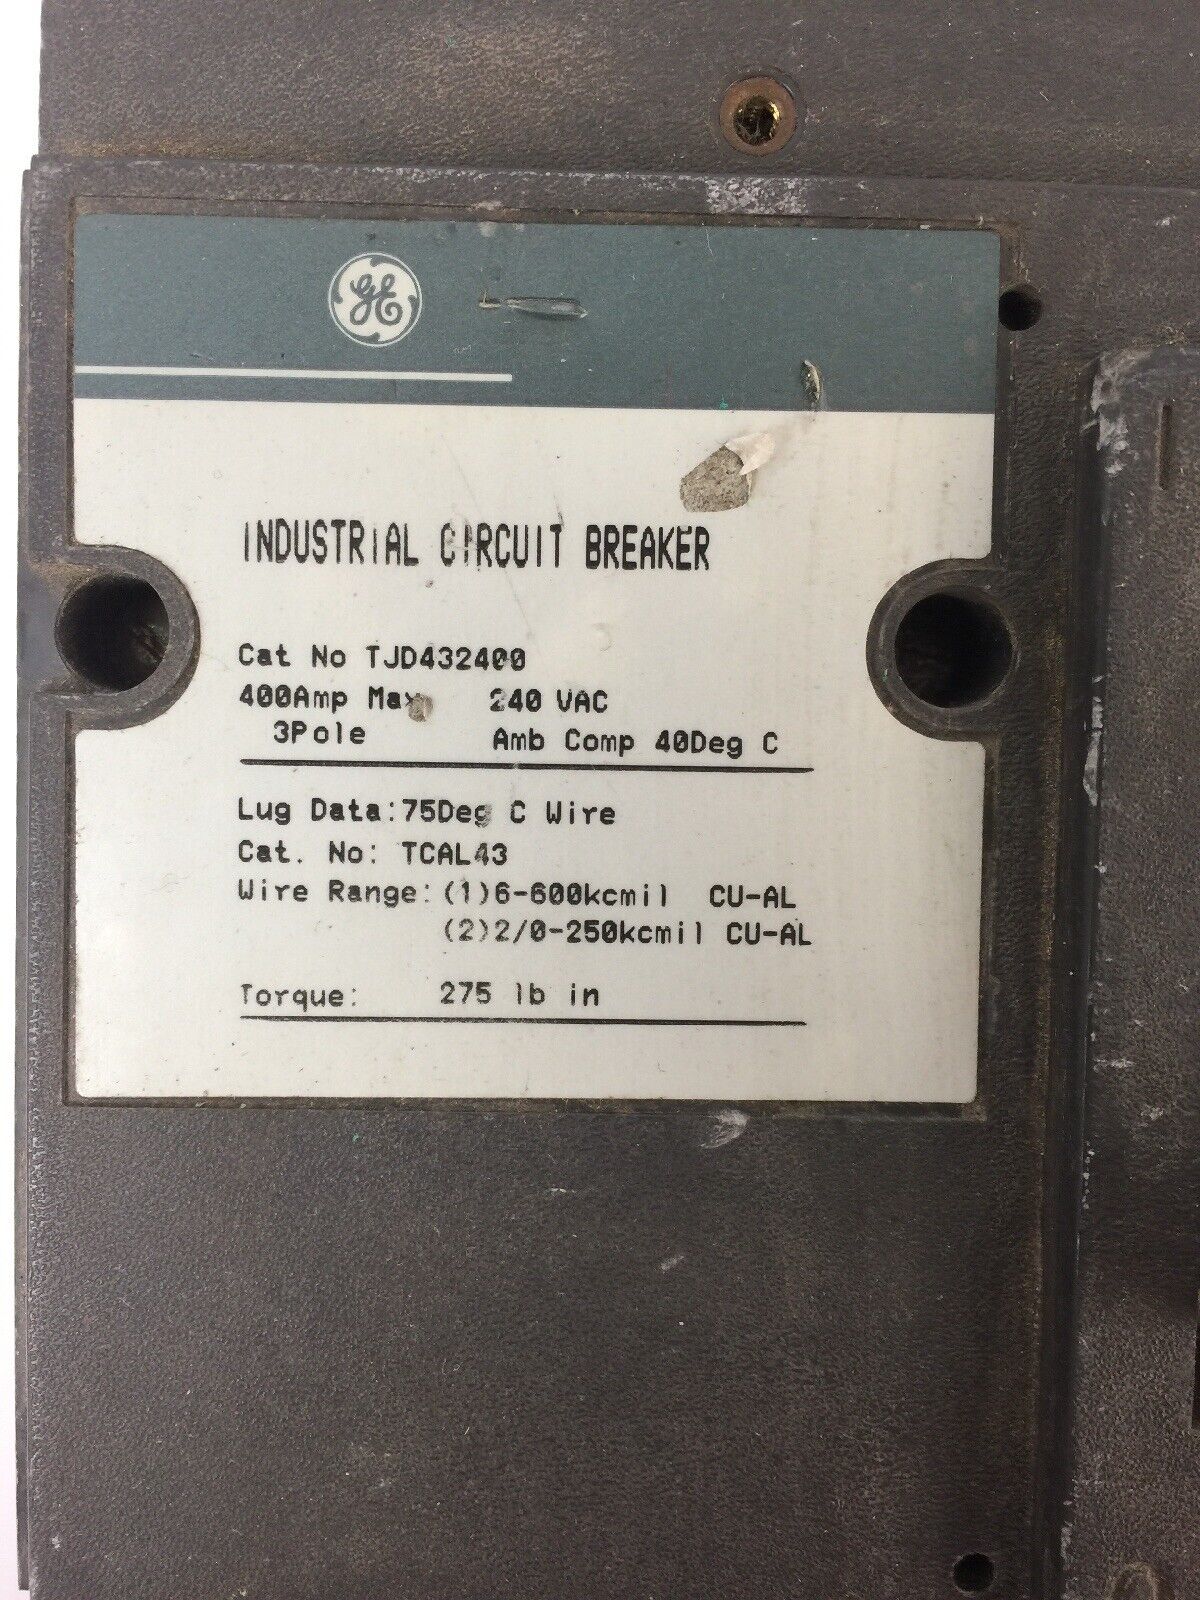 GE
INDUSTRIAL CIRCUIT BREAKER
Cat No TJD432400
400Amp Max 240 VAC
3Pole Amb Comp 40Deg C
Lug Data:75Deg C Wire
Cat. No: TCAL43
Wire Range:(1)6-600kcmil CU-AL
(2)2/0-250kcmil CU-AL
Torque: 275 lb in